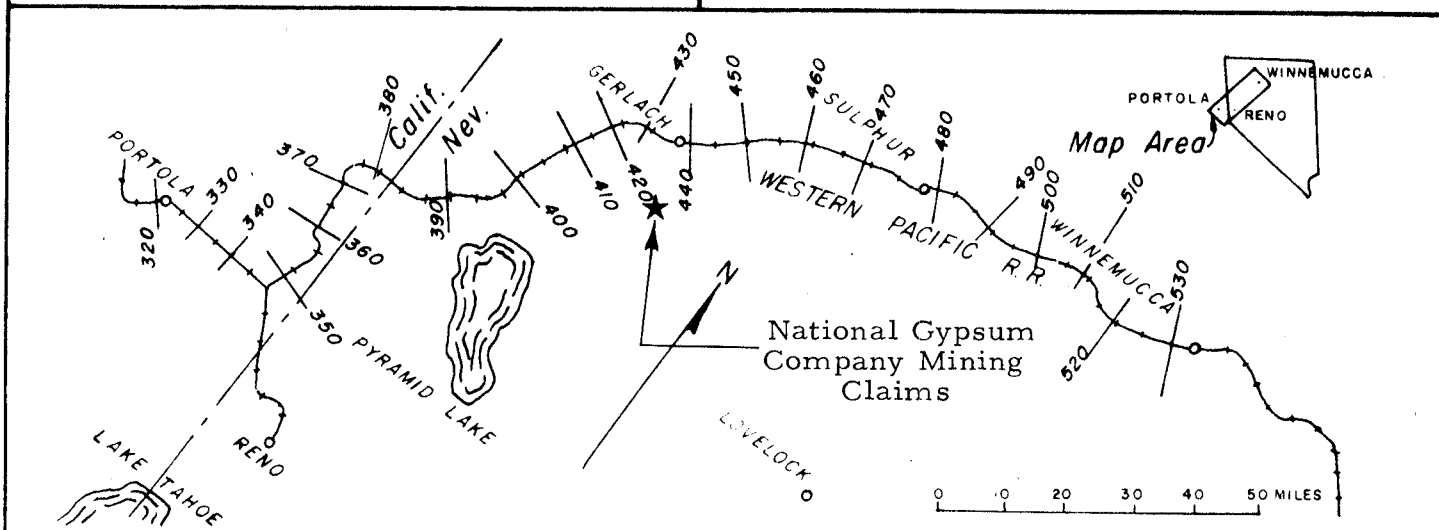 PORTOLA
320
330
340
350
360
370
380
Calif.
Nev.
390
400
410
420
GERLACH
430
440
450
460
SULPHUR
470
480
490
500
WINNEMUCCA
510
520
530
WESTERN
PACIFIC R.R.
PYRAMID LAKE
RENO
LAKE TAHOE
N
National Gypsum
Company Mining
Claims
LOVELOCK
0 10 20 30 40 50 MILES
WINNEMUCCA
PORTOLA
RENO
Map Area